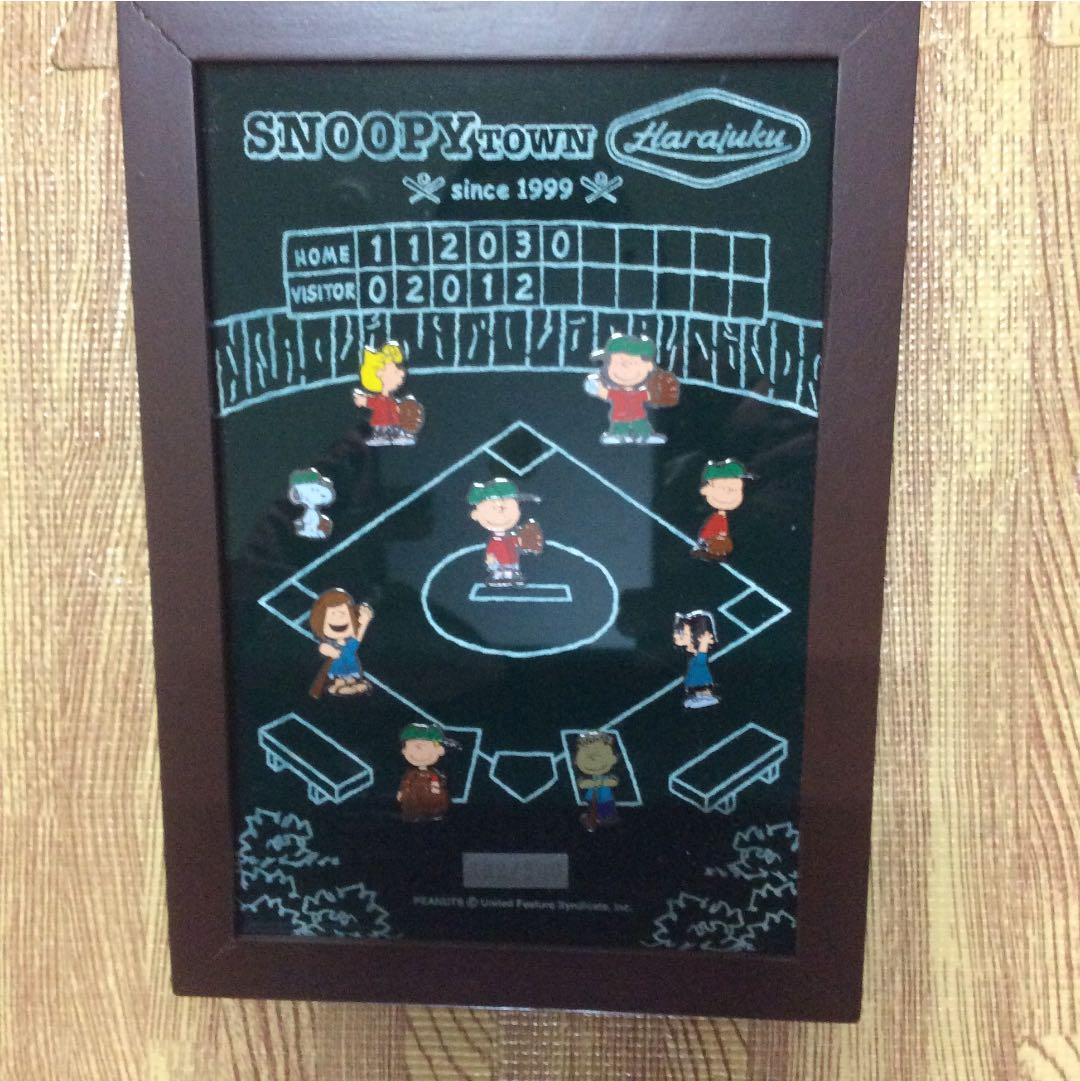 SNOOPY TOWN Harajuku
since 1999
HOME 1 1 2 0 3 0
VISITOR 0 2 0 1 2
PEANUTS © United Feature Syndicate, Inc.